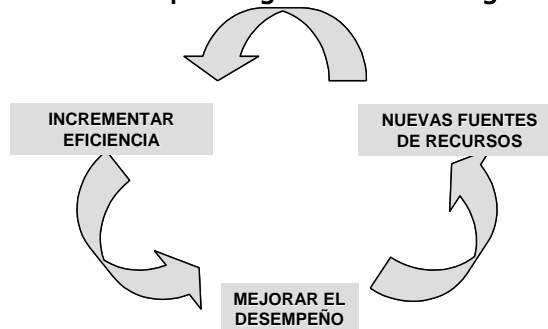 INCREMENTAR
EFICIENCIA
NUEVAS FUENTES
DE RECURSOS
MEJORAR EL
DESEMPEÑO